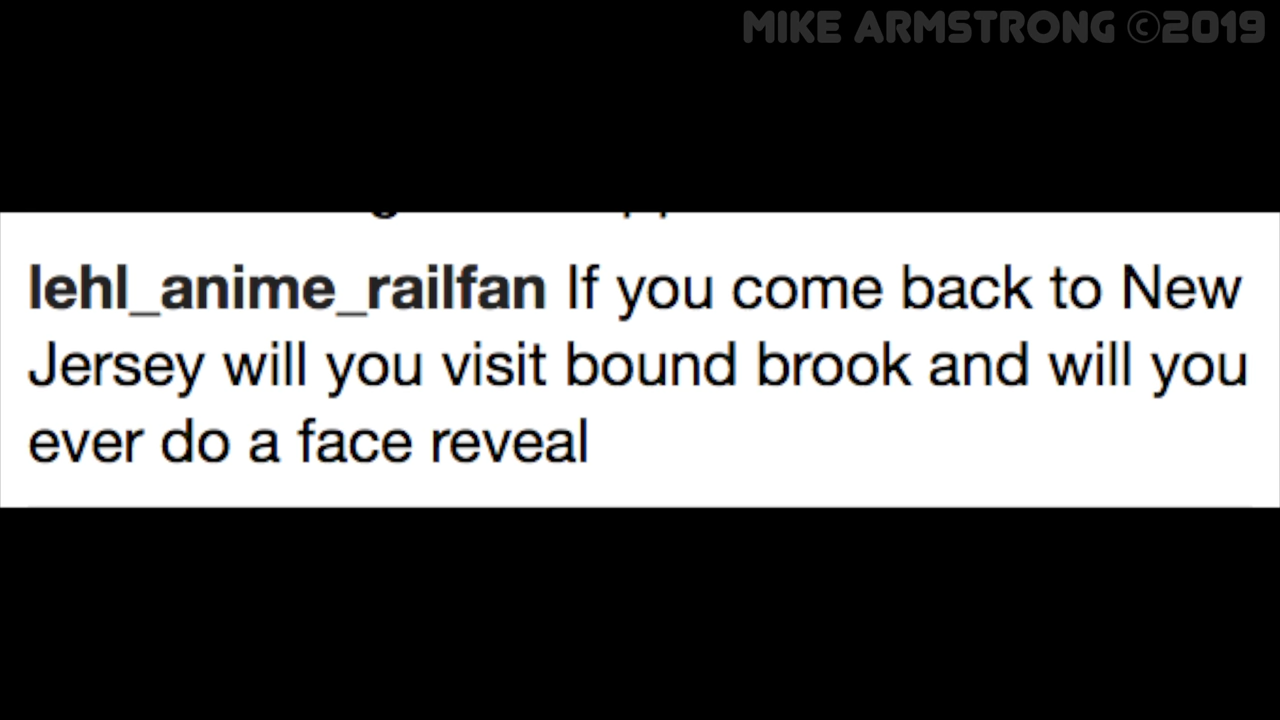 MIKE ARMSTRONG ©2019
lehl_anime_railfan If you come back to New
Jersey will you visit bound brook and will you
ever do a face reveal